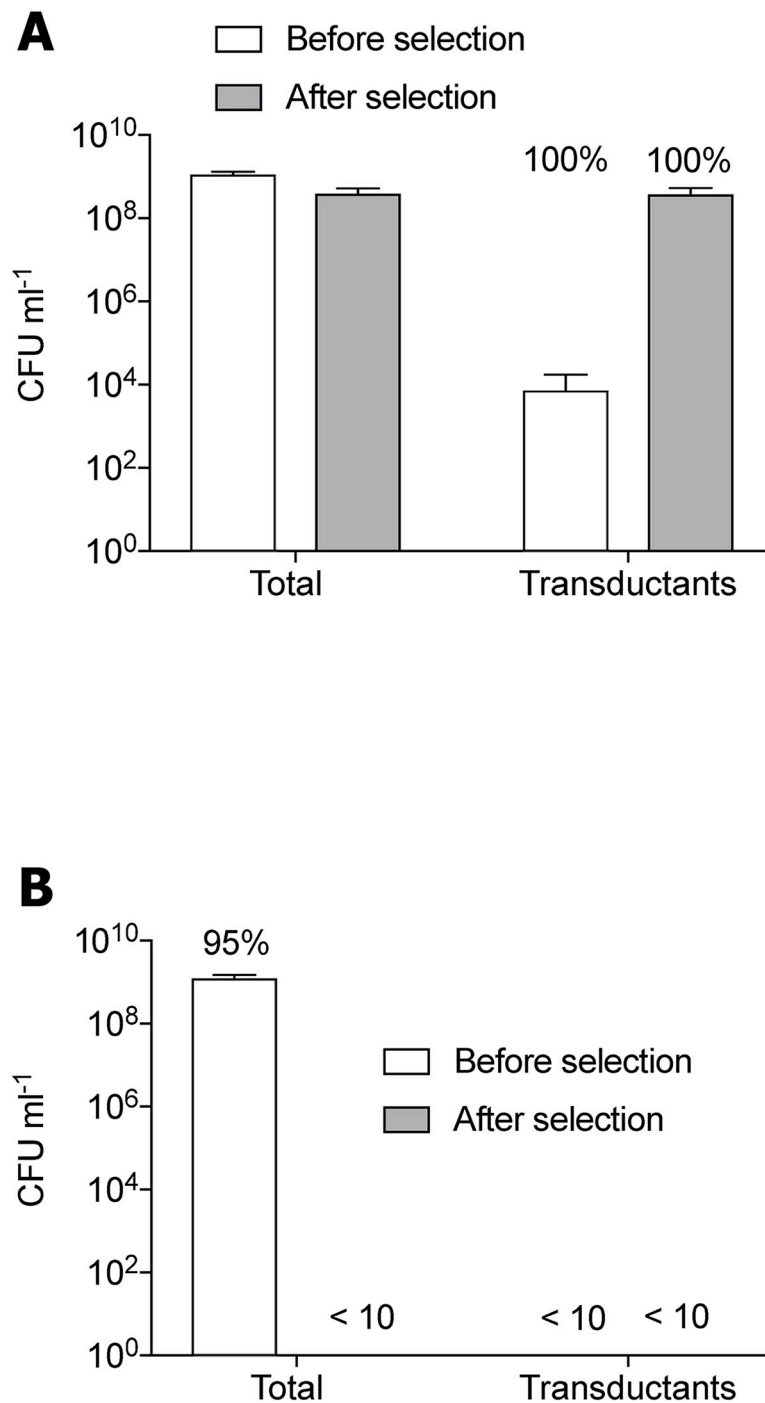 A
Before selection
After selection
10^10
100% 100%
10^8
10^6
10^4
10^2
10^0
CFU ml^-1
Total Transductants
B
10^10
95%
10^8
Before selection
10^6
After selection
10^4
10^2
< 10 < 10 < 10
10^0
CFU ml^-1
Total Transductants